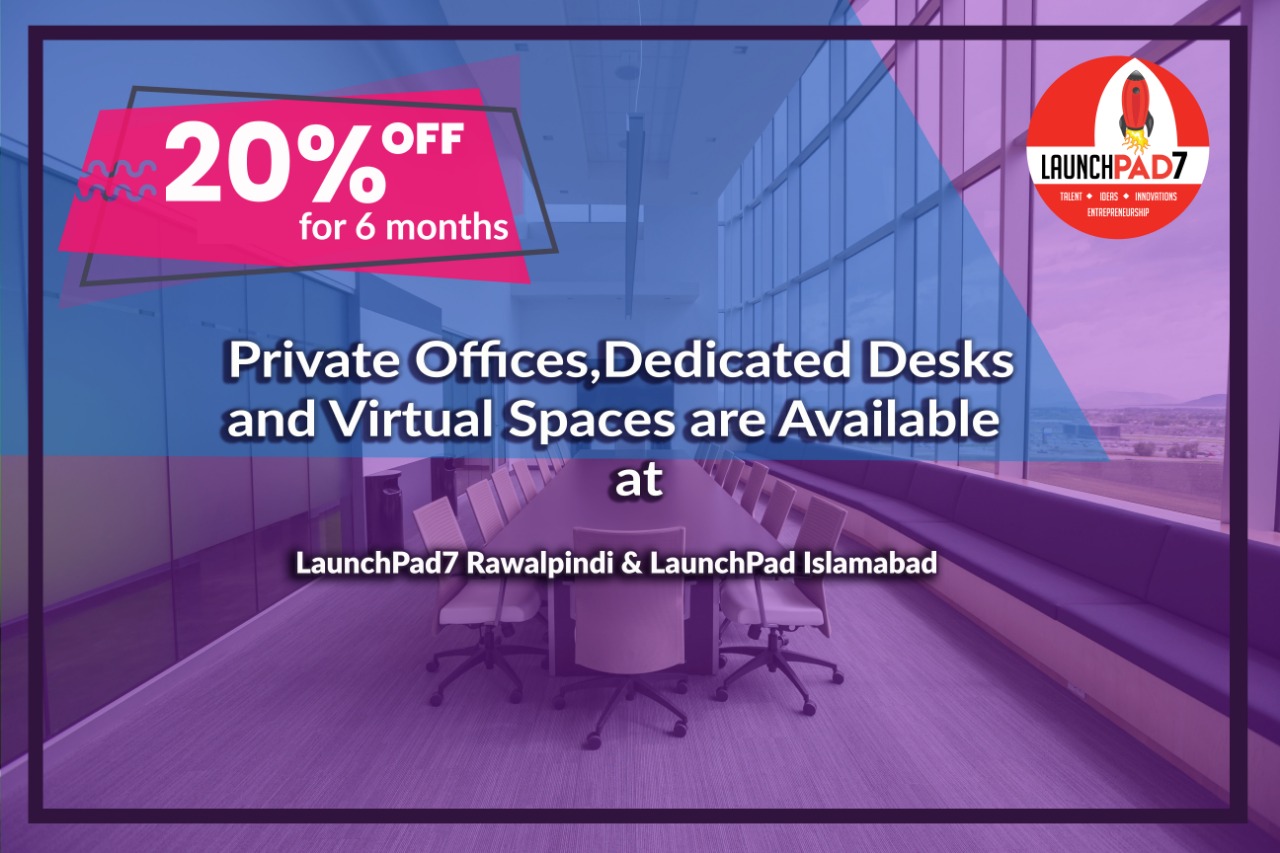 20% OFF
for 6 months
LAUNCHPAD7
TALENT ◆ IDEAS ◆ INNOVATIONS
ENTREPRENEURSHIP
Private Offices,Dedicated Desks
and Virtual Spaces are Available
at
LaunchPad7 Rawalpindi & LaunchPad Islamabad